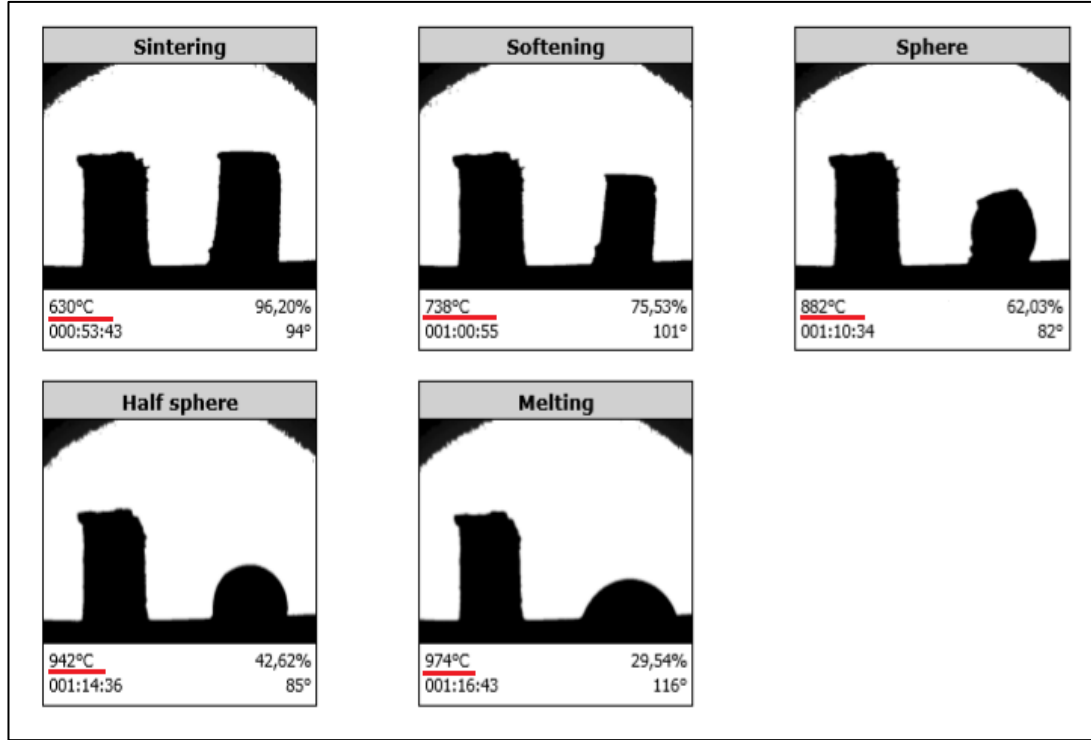 Sintering
630°C 96,20%
000:53:43 94°
Softening
738°C 75,53%
001:00:55 101°
Sphere
882°C 62,03%
001:10:34 82°
Half sphere
942°C 42,62%
001:14:36 85°
Melting
974°C 29,54%
001:16:43 116°